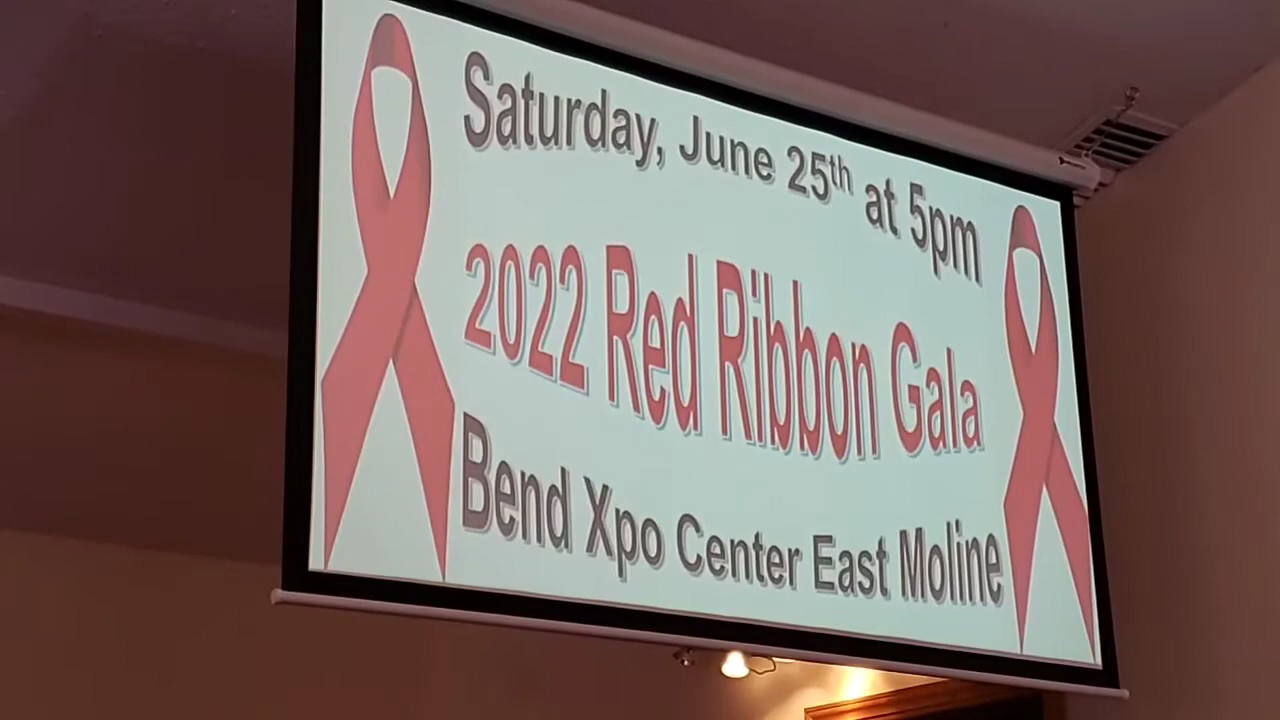 Saturday, June 25th at 5pm
2022 Red Ribbon Gala
Bend Xpo Center East Moline